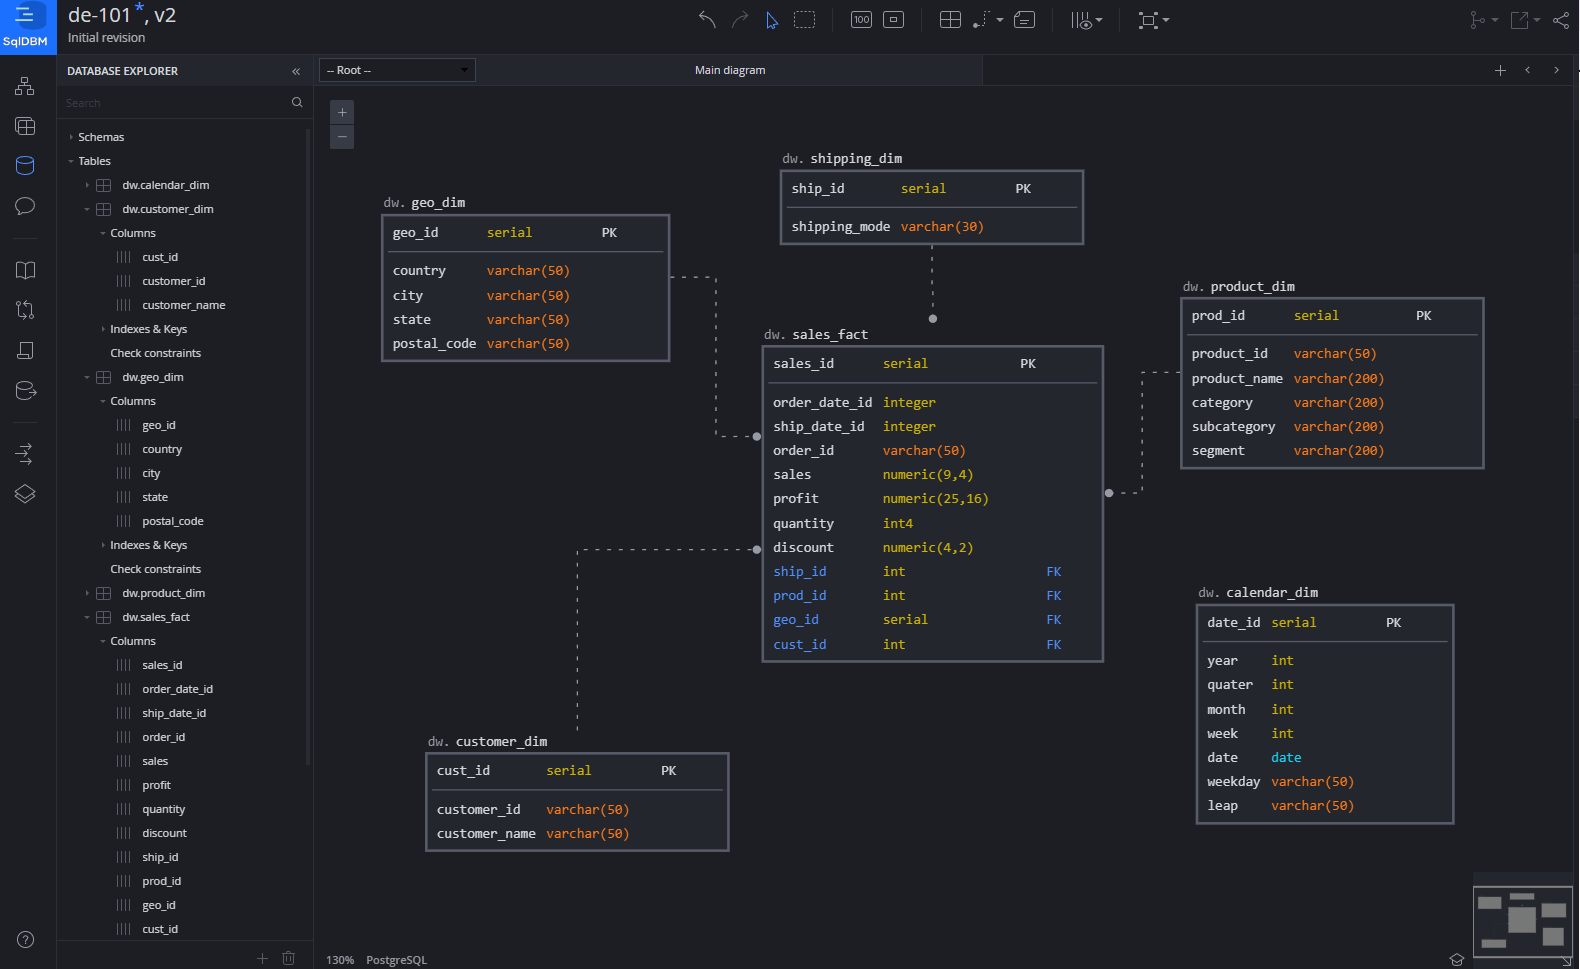 de-101*, v2
Initial revision
SqlDBM
100
DATABASE EXPLORER
-- Root --
Main diagram
Search
Schemas
Tables
dw.calendar_dim
dw.customer_dim
Columns
cust_id
customer_id
customer_name
Indexes & Keys
Check constraints
dw.geo_dim
Columns
geo_id
country
city
state
postal_code
Indexes & Keys
Check constraints
dw.product_dim
dw.sales_fact
Columns
sales_id
order_date_id
ship_date_id
order_id
sales
profit
quantity
discount
ship_id
prod_id
geo_id
cust_id
dw. geo_dim
geo_id serial PK
country varchar(50)
city varchar(50)
state varchar(50)
postal_code varchar(50)
dw. shipping_dim
ship_id serial PK
shipping_mode varchar(30)
dw. product_dim
prod_id serial PK
product_id varchar(50)
product_name varchar(200)
category varchar(200)
subcategory varchar(200)
segment varchar(200)
dw. sales_fact
sales_id serial PK
order_date_id integer
ship_date_id integer
order_id varchar(50)
sales numeric(9,4)
profit numeric(25,16)
quantity int4
discount numeric(4,2)
ship_id int FK
prod_id int FK
geo_id serial FK
cust_id int FK
dw. calendar_dim
date_id serial PK
year int
quater int
month int
week int
date date
weekday varchar(50)
leap varchar(50)
dw. customer_dim
cust_id serial PK
customer_id varchar(50)
customer_name varchar(50)
130% PostgreSQL